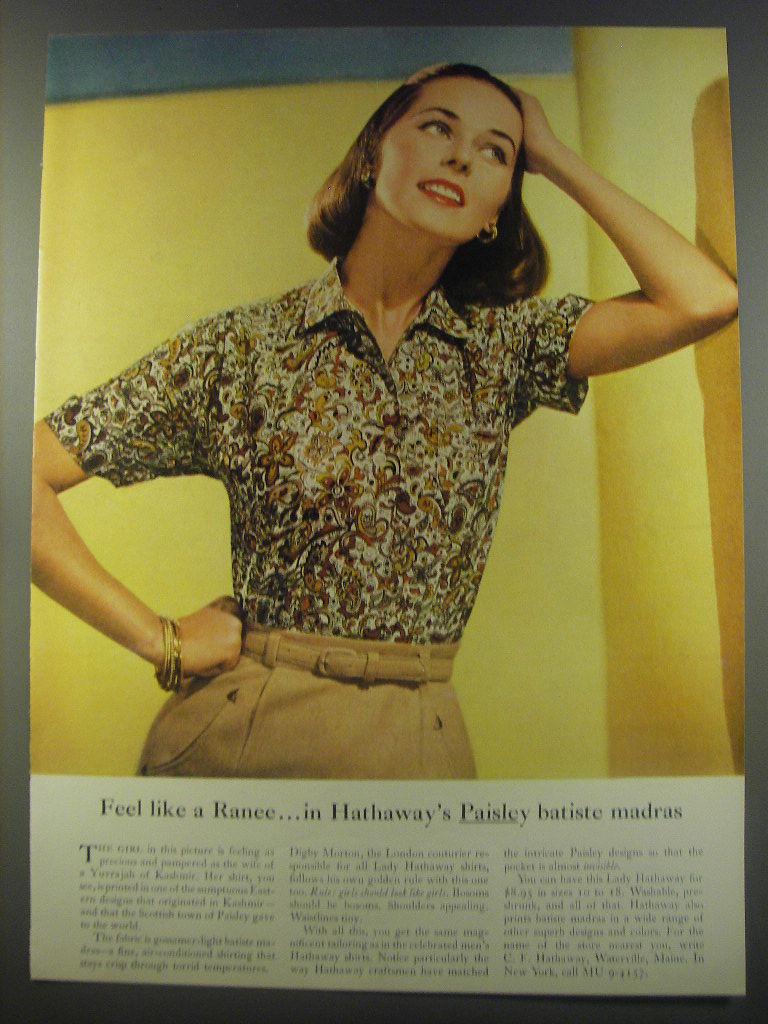 Feel like a Ranee...in Hathaway's Paisley batiste madras
THE GIRL in this picture is feeling as
precious and pampered as the wife of
a Yuvrajah of Kashmir. Her shirt, you
see, is printed in one of the sumptuous East-
ern designs that originated in Kashmir—
and that the Scottish town of Paisley gave
to the world.
The fabric is gossamer-light batiste ma-
dras—a fine, air-conditioned shirting that
stays crisp through torrid temperatures.
Digby Morton, the London couturier re-
sponsible for all Lady Hathaway shirts,
follows his own golden rule with this one
too. Rule: girls should look like girls. Bosoms
should be bosoms. Shoulders appealing.
Waistlines tiny.
With all this, you get the same mag-
nificent tailoring as in the celebrated men's
Hathaway shirts. Notice particularly the
way Hathaway craftsmen have matched
the intricate Paisley designs so that the
pocket is almost invisible.
You can have this Lady Hathaway for
$8.95 in sizes 10 to 18. Washable, pre-
shrunk, and all of that. Hathaway also
prints batiste madras in a wide range of
other superb designs and colors. For the
name of the store nearest you, write
C. F. Hathaway, Waterville, Maine. In
New York, call MU 9-4157.